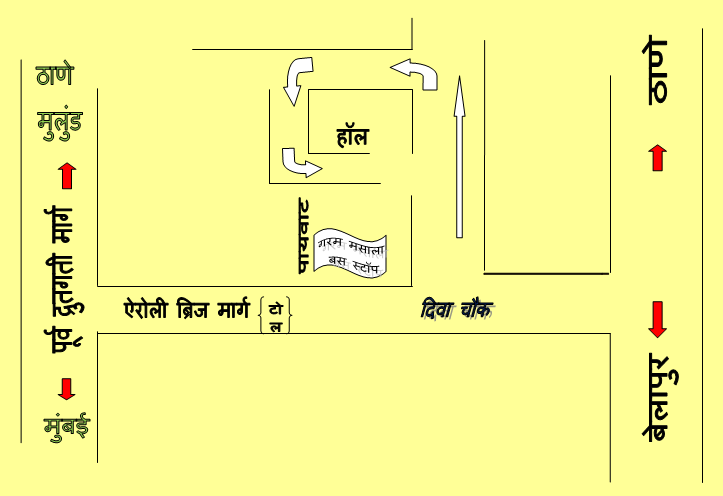 ठाणे
मुलुंड
पूर्व द्रुतगती मार्ग
मुंबई
हॉल
पायवाट
गरम मसाला
बस स्टॉप
ऐरोली ब्रिज मार्ग
टो
ल
दिवा चौक
ठाणे
बेलापुर